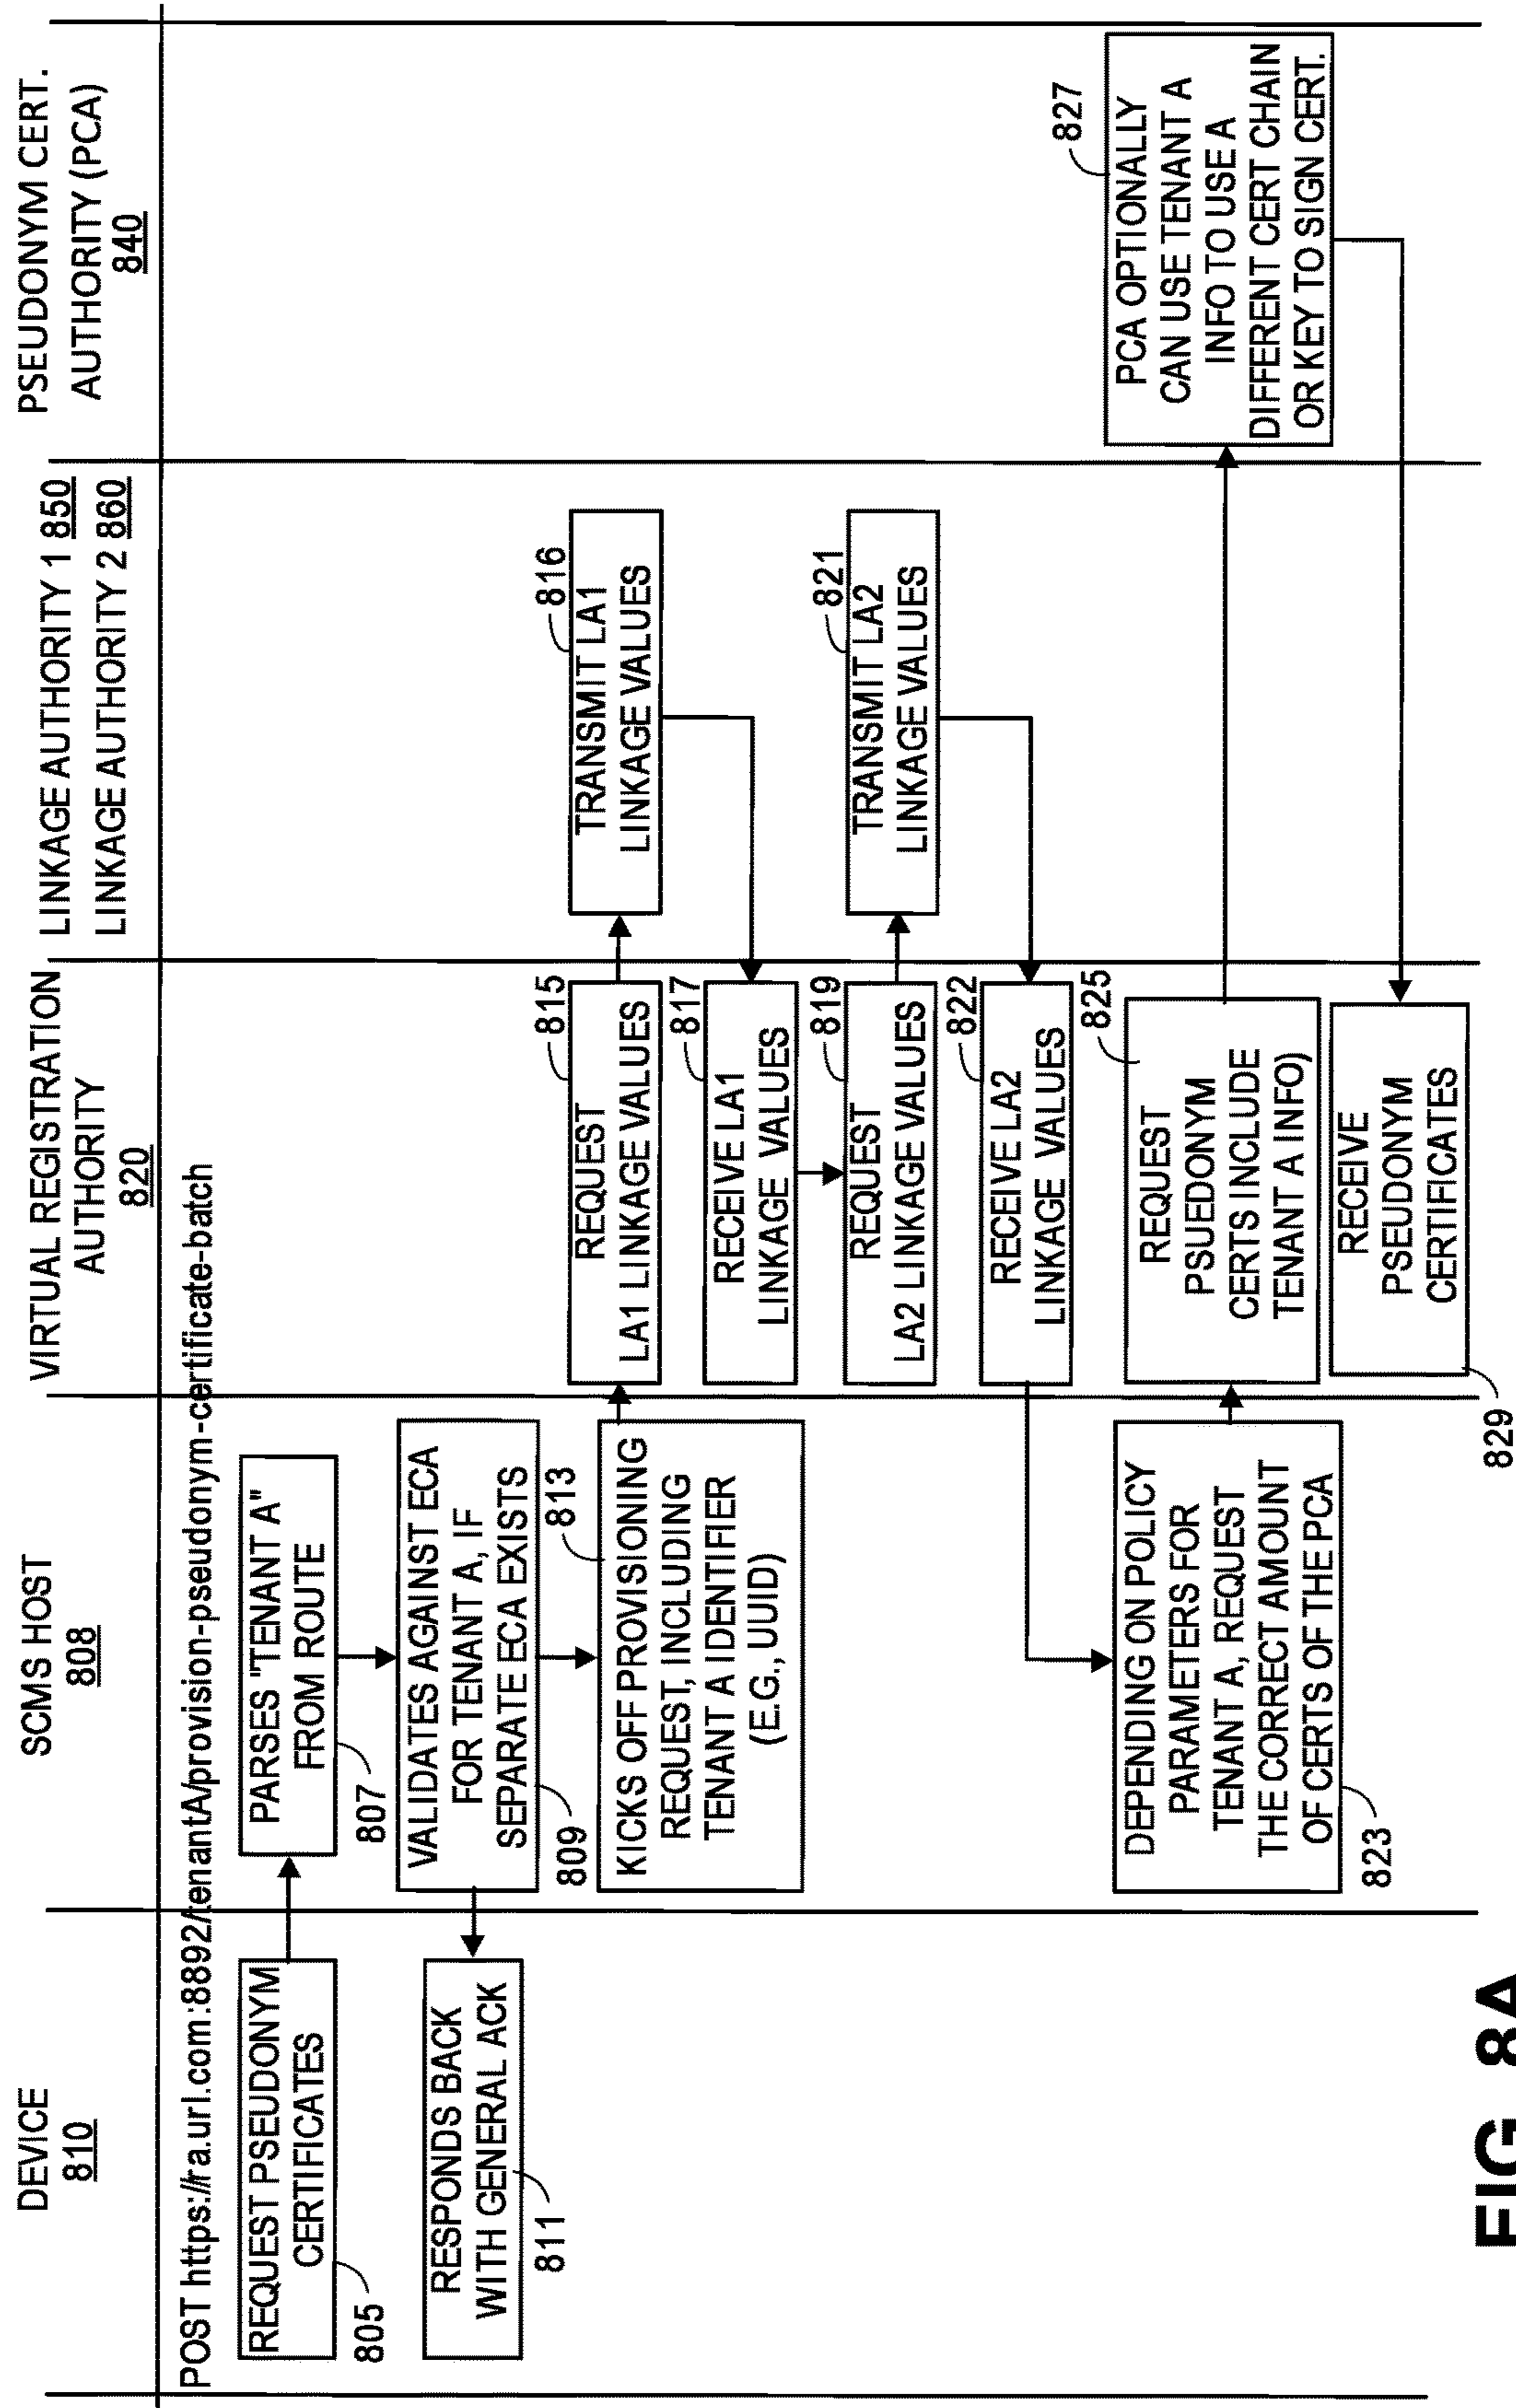 DEVICE
810
SCMS HOST
808
VIRTUAL REGISTRATION
AUTHORITY
820
LINKAGE AUTHORITY 1 850
LINKAGE AUTHORITY 2 860
PSEUDONYM CERT.
AUTHORITY (PCA)
840
POST https://ra.url.com:8892/tenantA/provision-pseudonym-certificate-batch
REQUEST PSEUDONYM
CERTIFICATES
805
PARSES "TENANT A"
FROM ROUTE
807
VALIDATES AGAINST ECA
FOR TENANT A, IF
SEPARATE ECA EXISTS
809
RESPONDS BACK
WITH GENERAL ACK
811
813
KICKS OFF PROVISIONING
REQUEST, INCLUDING
TENANT A IDENTIFIER
(E.G., UUID)
815
REQUEST
LA1 LINKAGE VALUES
816
TRANSMIT LA1
LINKAGE VALUES
817
RECEIVE LA1
LINKAGE VALUES
819
REQUEST
LA2 LINKAGE VALUES
821
TRANSMIT LA2
LINKAGE VALUES
822
RECEIVE LA2
LINKAGE VALUES
DEPENDING ON POLICY
PARAMETERS FOR
TENANT A, REQUEST
THE CORRECT AMOUNT
OF CERTS OF THE PCA
823
825
REQUEST
PSUEDONYM
CERTS INCLUDE
TENANT A INFO)
827
PCA OPTIONALLY
CAN USE TENANT A
INFO TO USE A
DIFFERENT CERT CHAIN
OR KEY TO SIGN CERT.
RECEIVE
PSEUDONYM
CERTIFICATES
829
FIG. 8A